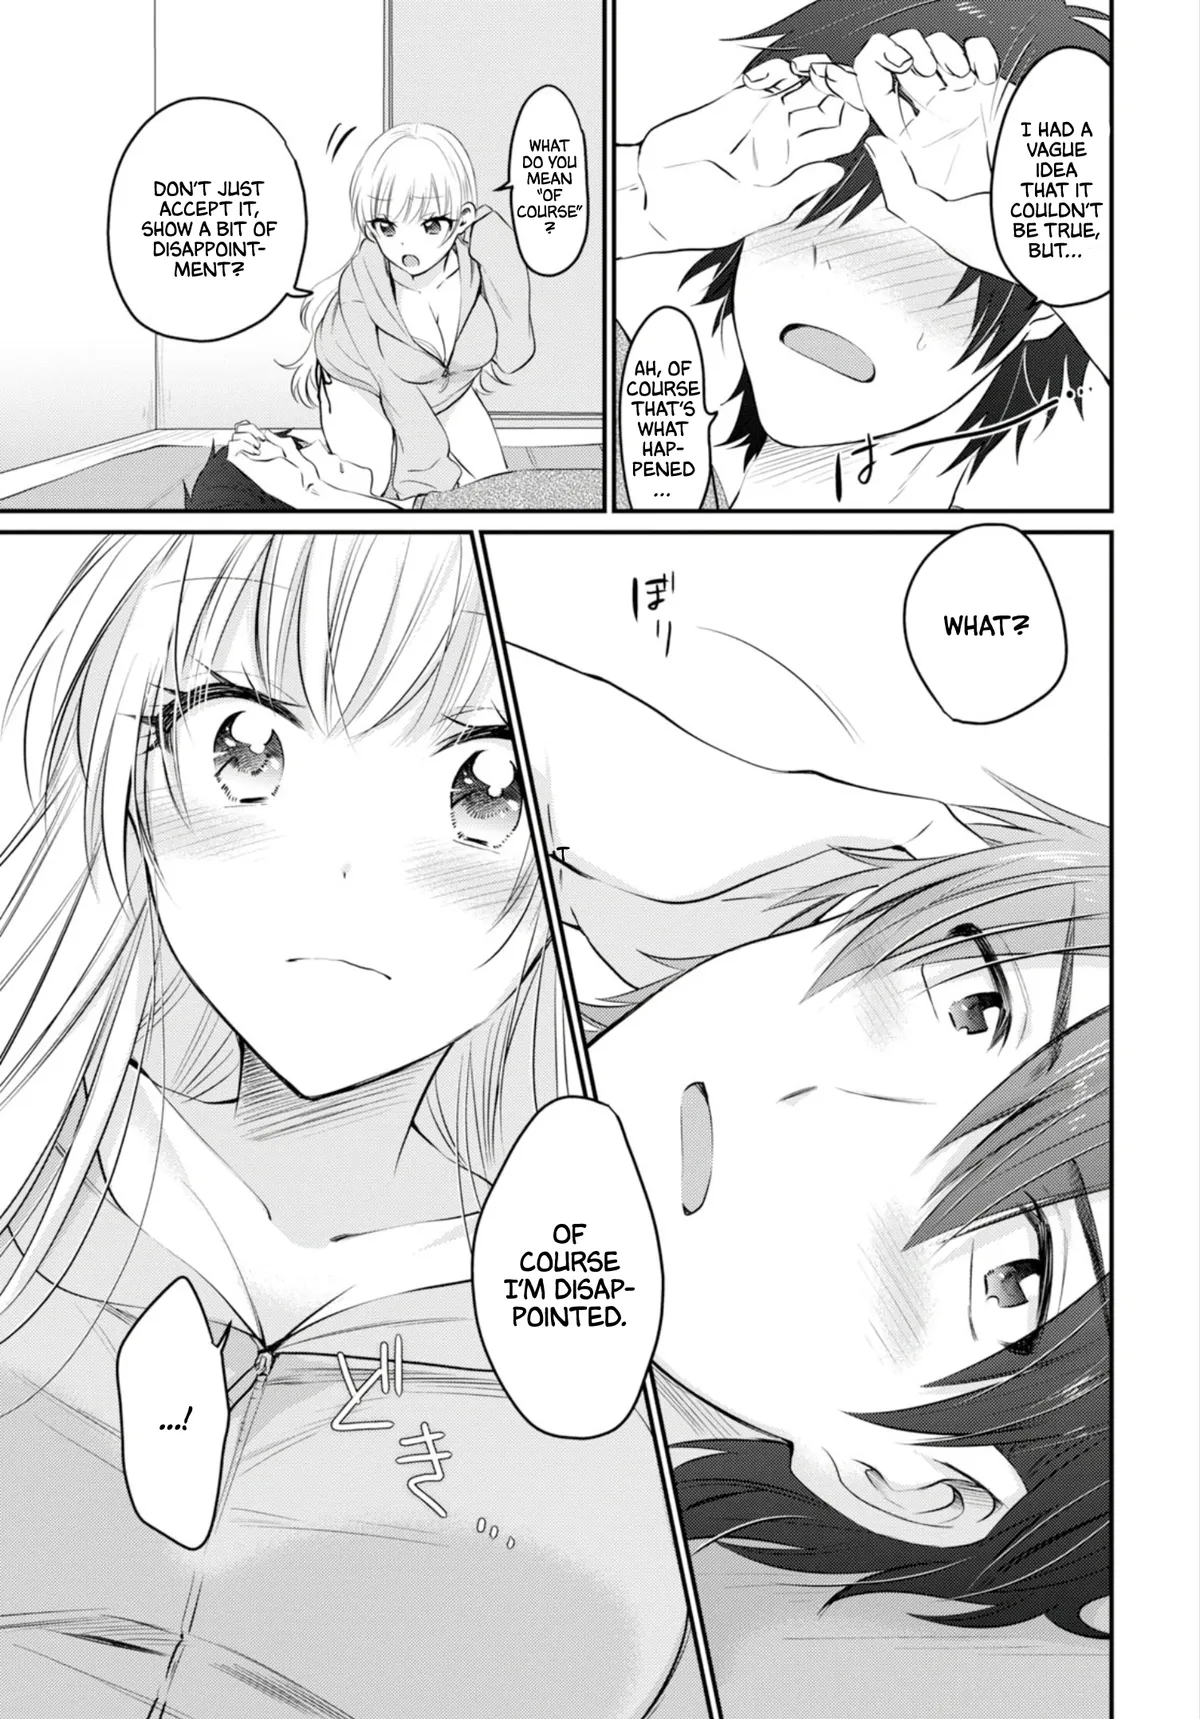 I HAD A
VAGUE
IDEA
THAT IT
COULDN'T
BE TRUE,
BUT...
AH, OF
COURSE
THAT'S
WHAT
HAP-
PENED
...
は
WHAT
DO YOU
MEAN
"OF
COURSE"
?
DON'T JUST
ACCEPT IT,
SHOW A BIT OF
DISAPPOINT-
MENT?
WHAT?
ぼ
り
T
OF
COURSE
I'M DISAP-
POINTED.
どき...
....!